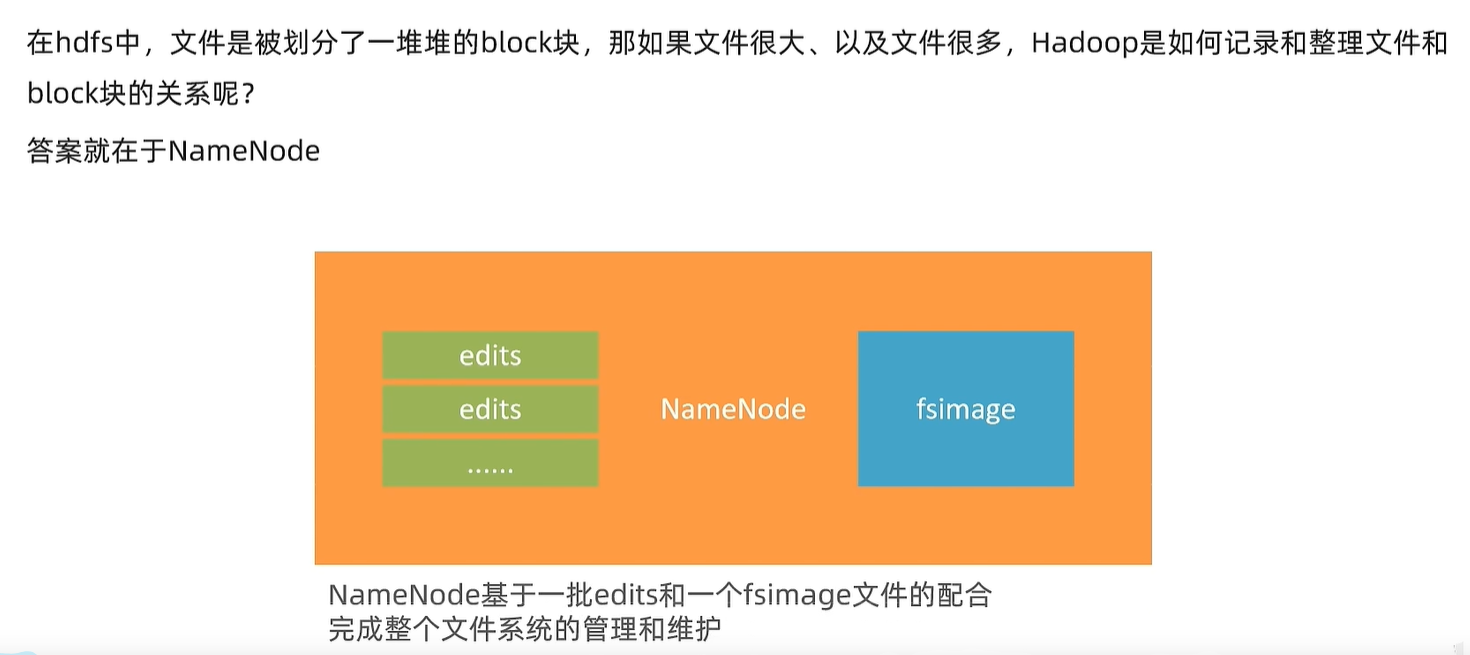 在hdfs中，文件是被划分了一堆堆的block块，那如果文件很大、以及文件很多，Hadoop是如何记录和整理文件和
block块的关系呢？
答案就在于NameNode
edits
edits
......
NameNode
fsimage
NameNode基于一批edits和一个fsimage文件的配合
完成整个文件系统的管理和维护